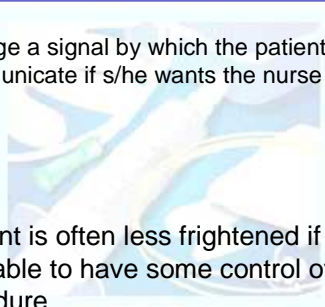 ge a signal by which the patient
unicate if s/he wants the nurse
nt is often less frightened if
able to have some control o
dure